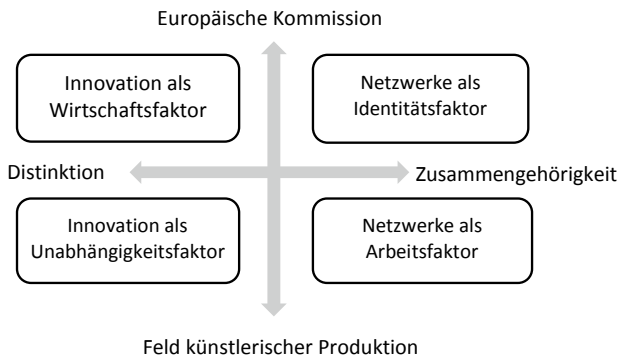 Europäische Kommission
Innovation als
Wirtschaftsfaktor
Netzwerke als
Identitätsfaktor
Distinktion
Zusammengehörigkeit
Innovation als
Unabhängigkeitsfaktor
Netzwerke als
Arbeitsfaktor
Feld künstlerischer Produktion